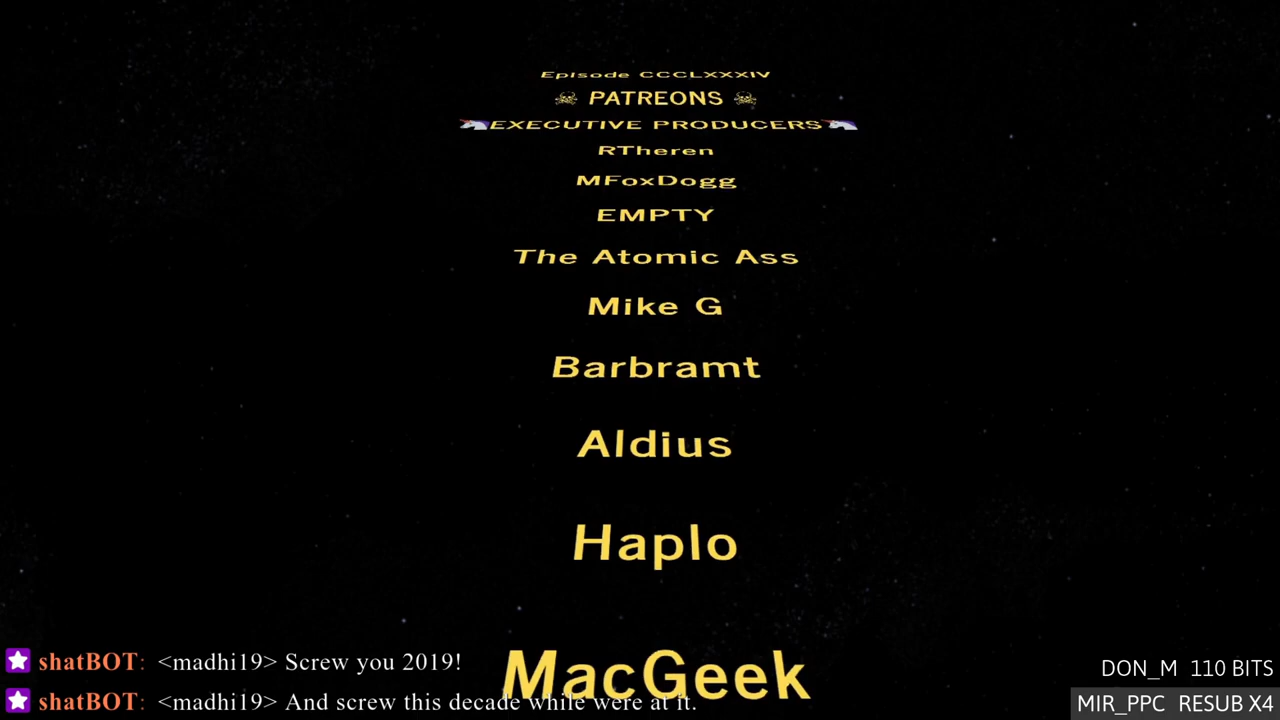 Episode CCCLXXXIV
☠ PATREONS ☠
🦄EXECUTIVE PRODUCERS🦄
RTheren
MFoxDogg
EMPTY
The Atomic Ass
Mike G
Barbramt
Aldius
Haplo
MacGeek
shatBOT: <madhi19> Screw you 2019!
shatBOT: <madhi19> And screw this decade while were at it.
DON_M 110 BITS
MIR_PPC RESUB X4